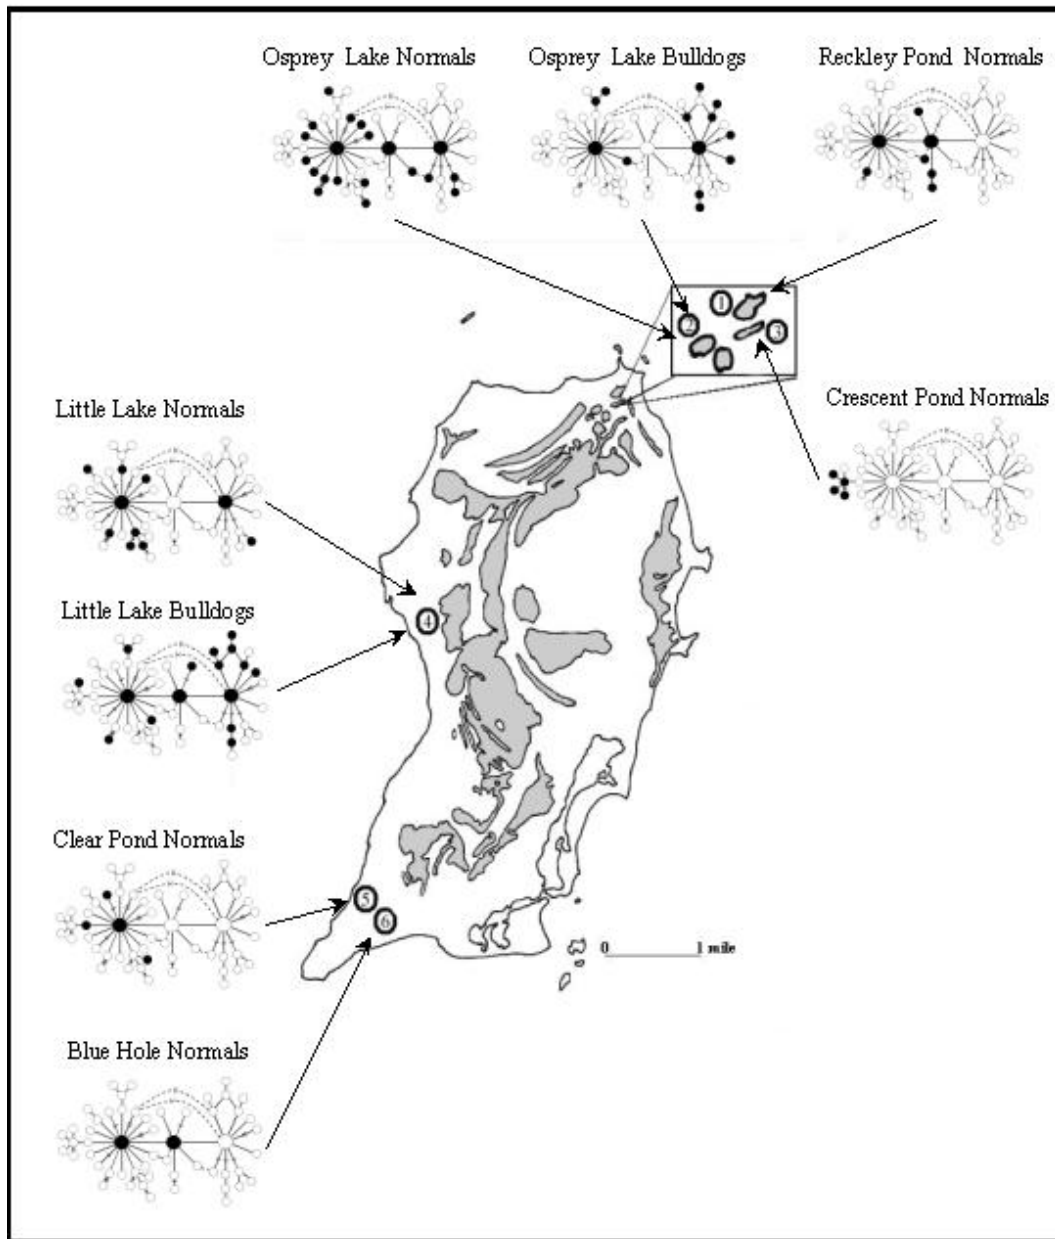 Osprey Lake Normals
Osprey Lake Bulldogs
Reckley Pond Normals
1
2
3
Crescent Pond Normals
Little Lake Normals
Little Lake Bulldogs
4
Clear Pond Normals
5
6
0 1 mile
Blue Hole Normals